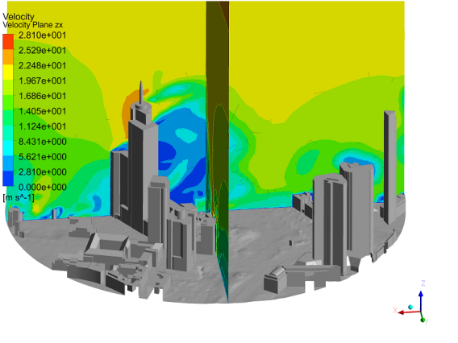 Velocity
Velocity Plane zx
2.810e+001
2.529e+001
2.248e+001
1.967e+001
1.686e+001
1.405e+001
1.124e+001
8.431e+000
5.621e+000
2.810e+000
0.000e+000
[m s^-1]
Z